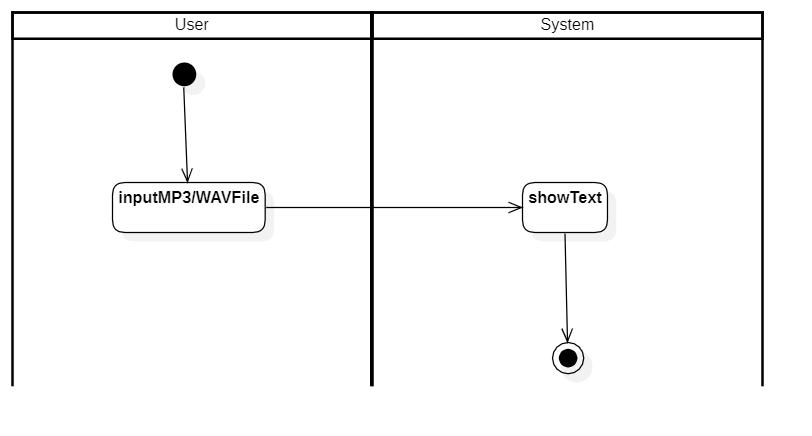 User
System
inputMP3/WAVFile
showText